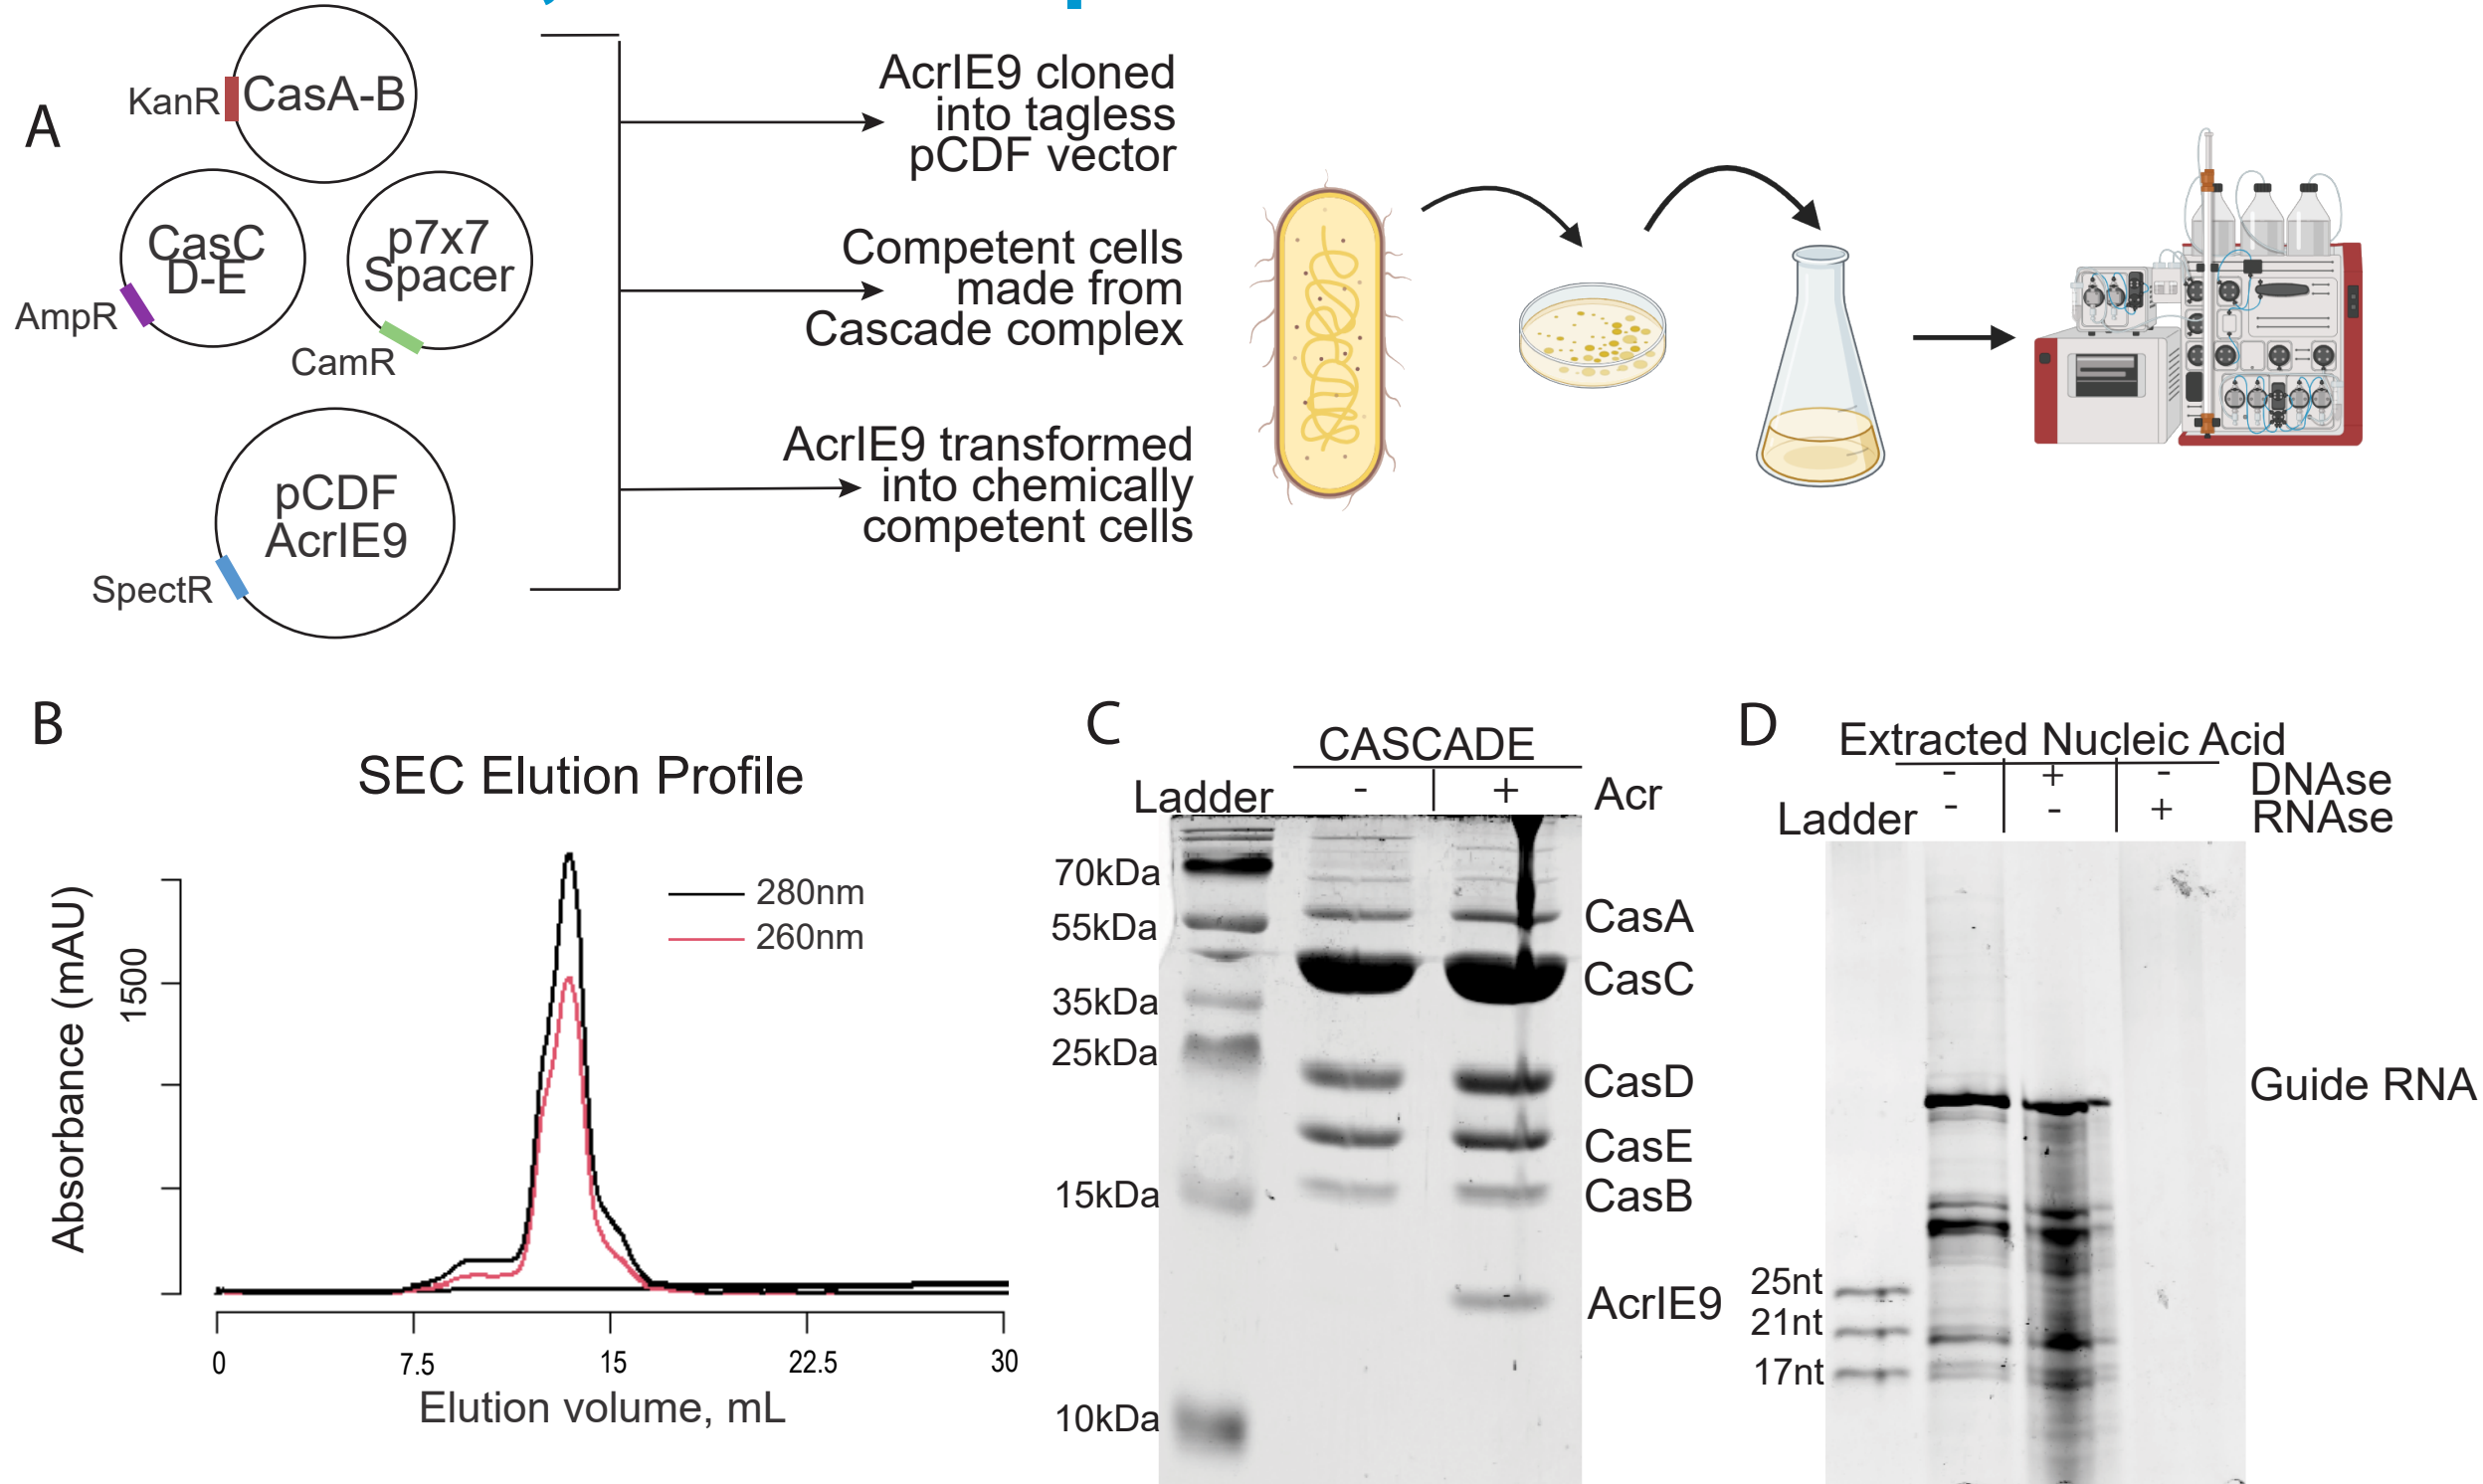 A
KanR
CasA-B
CasC
D-E
AmpR
p7x7
Spacer
CamR
pCDF
AcrIE9
SpectR
AcrIE9 cloned
into tagless
pCDF vector
Competent cells
made from
Cascade complex
AcrIE9 transformed
into chemically
competent cells
B
SEC Elution Profile
280nm
260nm
Absorbance (mAU)
1500
0 7.5 15 22.5 30
Elution volume, mL
C
CASCADE
Ladder - + Acr
70kDa
55kDa
35kDa
25kDa
15kDa
10kDa
CasA
CasC
CasD
CasE
CasB
AcrIE9
D
Extracted Nucleic Acid
- + - DNAse
Ladder - - + RNAse
Guide RNA
25nt
21nt
17nt